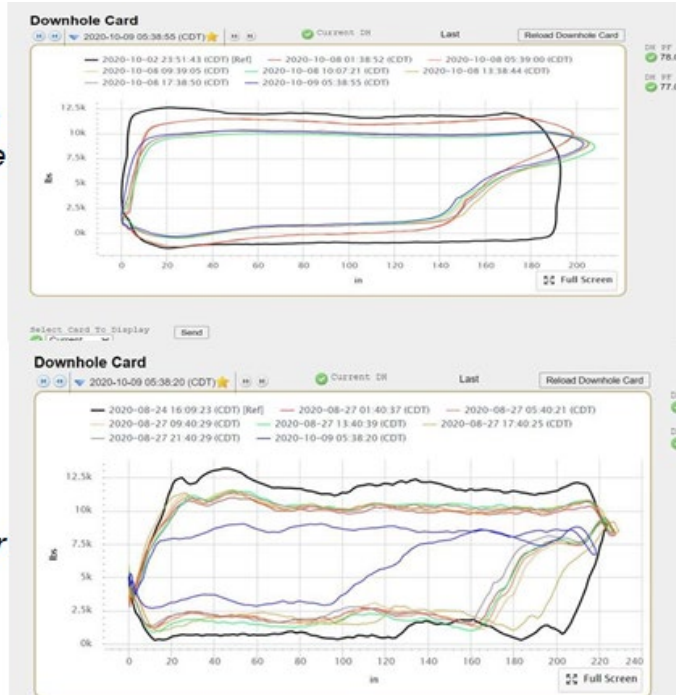 Downhole Card
2020-10-09 05:38:55 (CDT) Current DH Last Reload Downhole Card
2020-10-02 23:51:43 (CDT) [Ref] 2020-10-08 01:38:52 (CDT) 2020-10-08 05:39:00 (CDT)
2020-10-08 09:39:05 (CDT) 2020-10-08 10:07:21 (CDT) 2020-10-08 13:38:44 (CDT)
2020-10-08 17:38:50 (CDT) 2020-10-09 05:38:55 (CDT)
12.5k
10k
7.5k
5k
2.5k
0k
lbs
0 20 40 60 80 100 120 140 160 180 200
in
Full Screen
Select Card To Display Send
Current
Downhole Card
2020-10-09 05:38:20 (CDT) Current DH Last Reload Downhole Card
2020-08-24 16:09:23 (CDT) [Ref] 2020-08-27 01:40:37 (CDT) 2020-08-27 05:40:21 (CDT)
2020-08-27 09:40:29 (CDT) 2020-08-27 13:40:39 (CDT) 2020-08-27 17:40:25 (CDT)
2020-08-27 21:40:29 (CDT) 2020-10-09 05:38:20 (CDT)
12.5k
10k
7.5k
5k
2.5k
0k
lbs
0 20 40 60 80 100 120 140 160 180 200 220 240
in
Full Screen